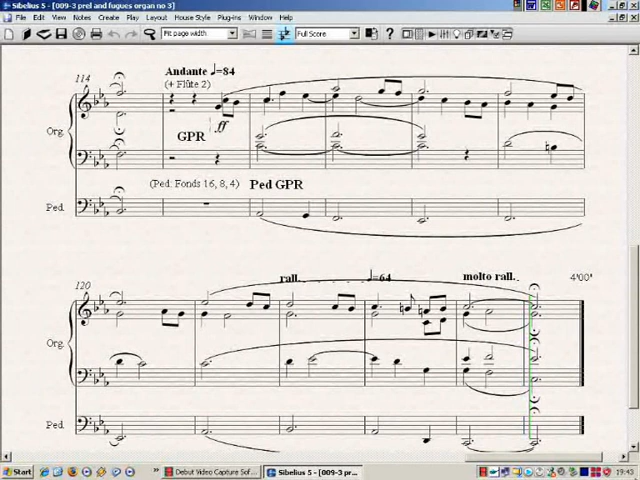 Sibelius 5 - [009-3 prel and fugues organ no 3]
File Edit View Notes Create Play Layout House Style Plug-ins Window Help
Fit page width Full Score
114
Andante ♩=84
(+ Flûte 2)
ff
Org.
GPR
(Ped: Fonds 16, 8, 4) Ped GPR
Ped.
120
rall. ♩=64 molto rall. 4'00"
Org.
Ped.
Start Debut Video Capture Sof... Sibelius 5 - [009-3 pr... 19:43